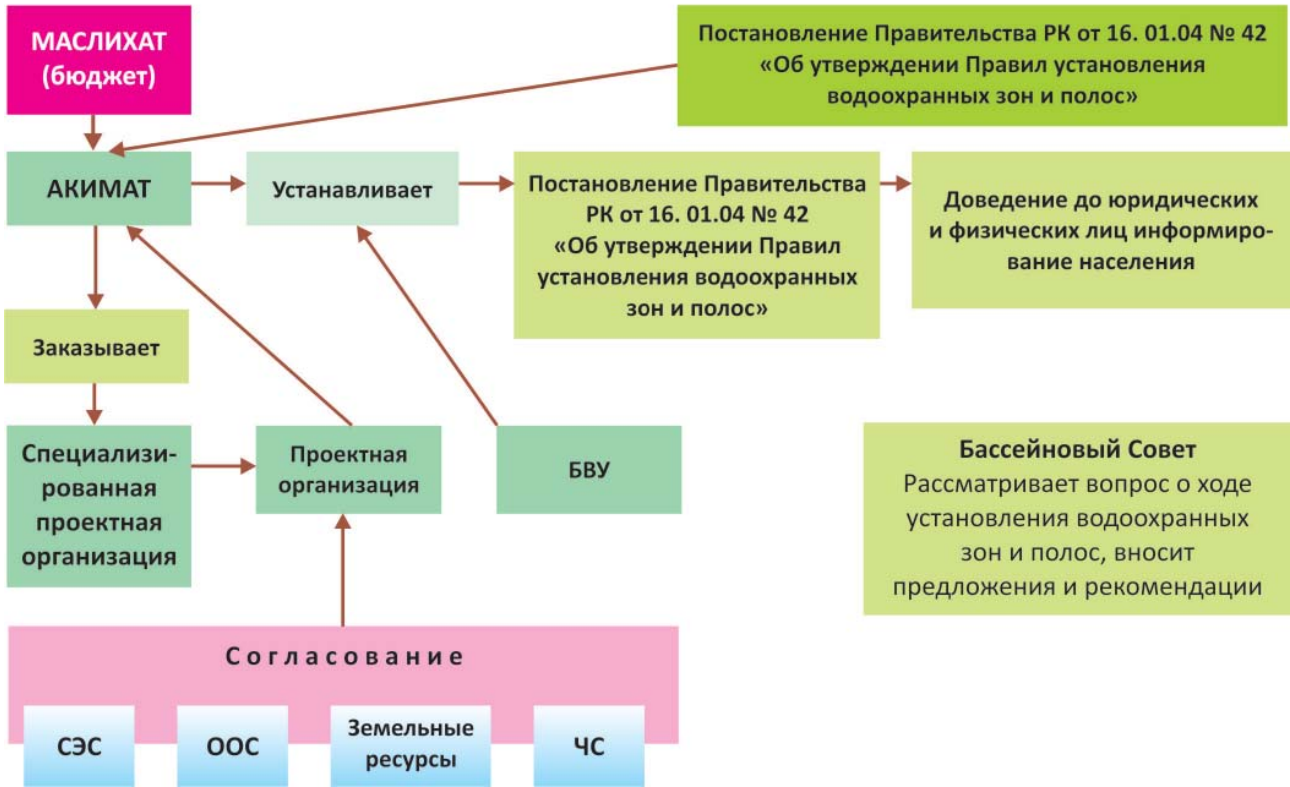 МАСЛИХАТ
(бюджет)
Постановление Правительства РК от 16. 01.04 № 42
«Об утверждении Правил установления
водоохранных зон и полос»
АКИМАТ
Устанавливает
Постановление Правительства
РК от 16. 01.04 № 42
«Об утверждении Правил
установления водоохранных
зон и полос»
Доведение до юридических
и физических лиц информиро-
вание населения
Заказывает
Специализи-
рованная
проектная
организация
Проектная
организация
БВУ
Бассейновый Совет
Рассматривает вопрос о ходе
установления водоохранных
зон и полос, вносит
предложения и рекомендации
Согласование
СЭС
ООС
Земельные
ресурсы
ЧС